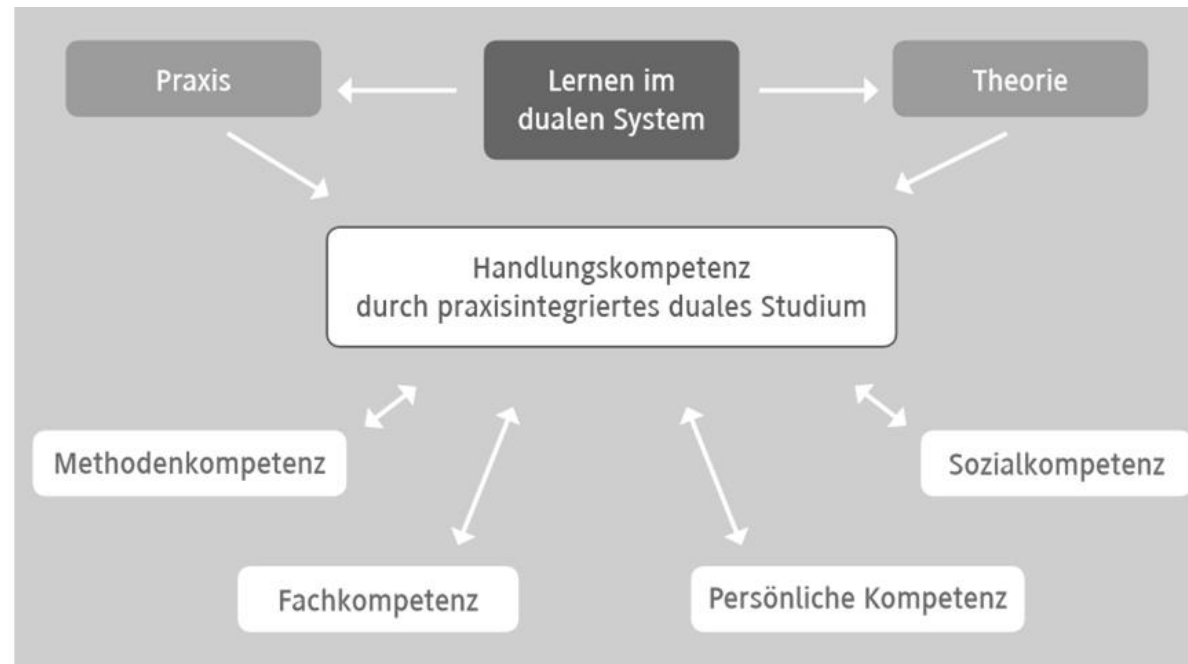 Praxis
Lernen im
dualen System
Theorie
Handlungskompetenz
durch praxisintegriertes duales Studium
Methodenkompetenz
Sozialkompetenz
Fachkompetenz
Persönliche Kompetenz